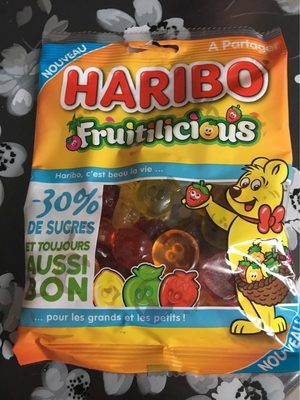 NOUVEAU
A Partager
HARIBO
Fruitilicious
Haribo, c'est beau la vie ...
-30%
DE SUCRES
ET TOUJOURS
AUSSI
BON
... pour les grands et les petits !
NOUVEAU